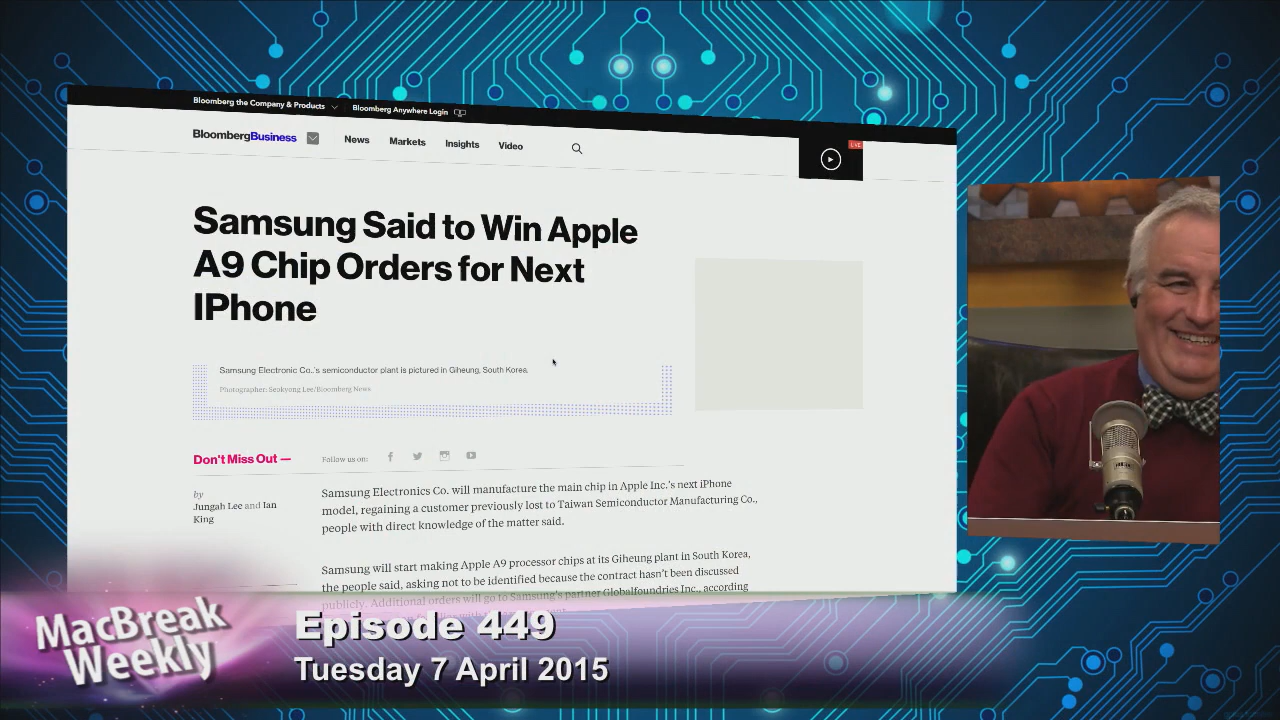 Bloomberg the Company & Products
Bloomberg Anywhere Login
BloombergBusiness
News
Markets
Insights
Video
LIVE
Samsung Said to Win Apple
A9 Chip Orders for Next
IPhone
Samsung Electronic Co.'s semiconductor plant is pictured in Giheung, South Korea.
Photographer: Seokyong Lee/Bloomberg News
Don't Miss Out —
Follow us on:
by
Jungah Lee and Ian
King
Samsung Electronics Co. will manufacture the main chip in Apple Inc.'s next iPhone
model, regaining a customer previously lost to Taiwan Semiconductor Manufacturing Co.,
people with direct knowledge of the matter said.
Samsung will start making Apple A9 processor chips at its Giheung plant in South Korea,
the people said, asking not to be identified because the contract hasn't been discussed
publicly. Additional orders will go to Samsung's partner Globalfoundries Inc., according
MacBreak
Weekly
Episode 449
Tuesday 7 April 2015